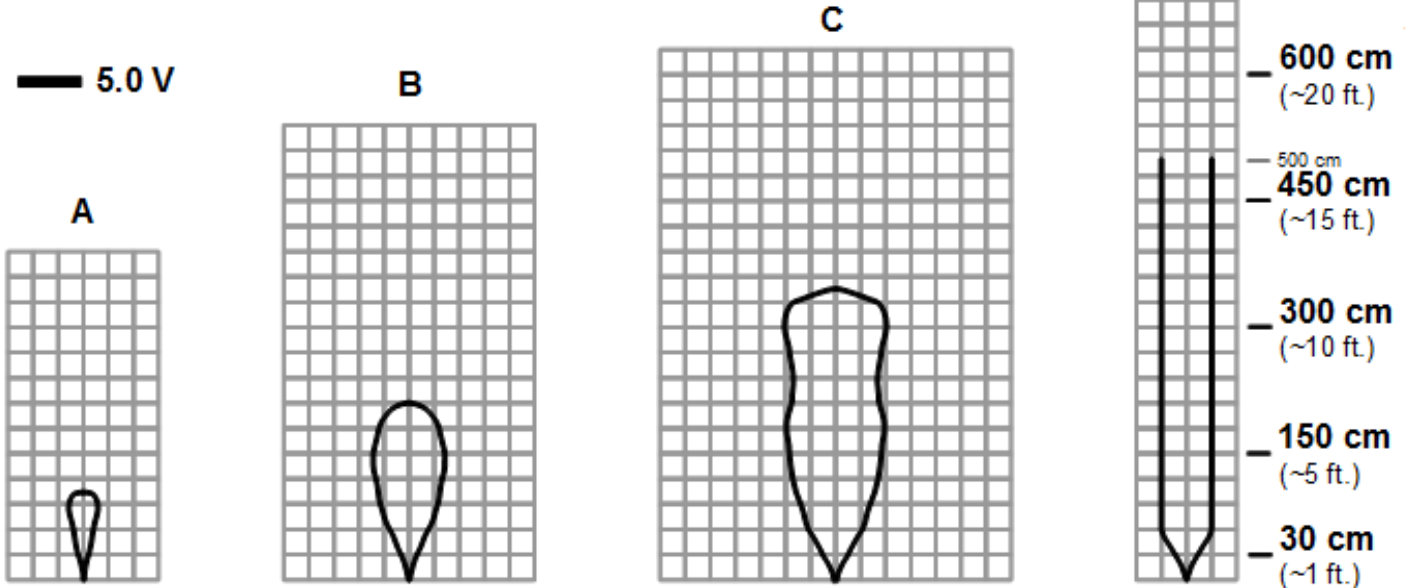 C
600 cm
(~20 ft.)
5.0 V
B
500 cm
450 cm
(~15 ft.)
A
300 cm
(~10 ft.)
150 cm
(~5 ft.)
30 cm
(~1 ft.)